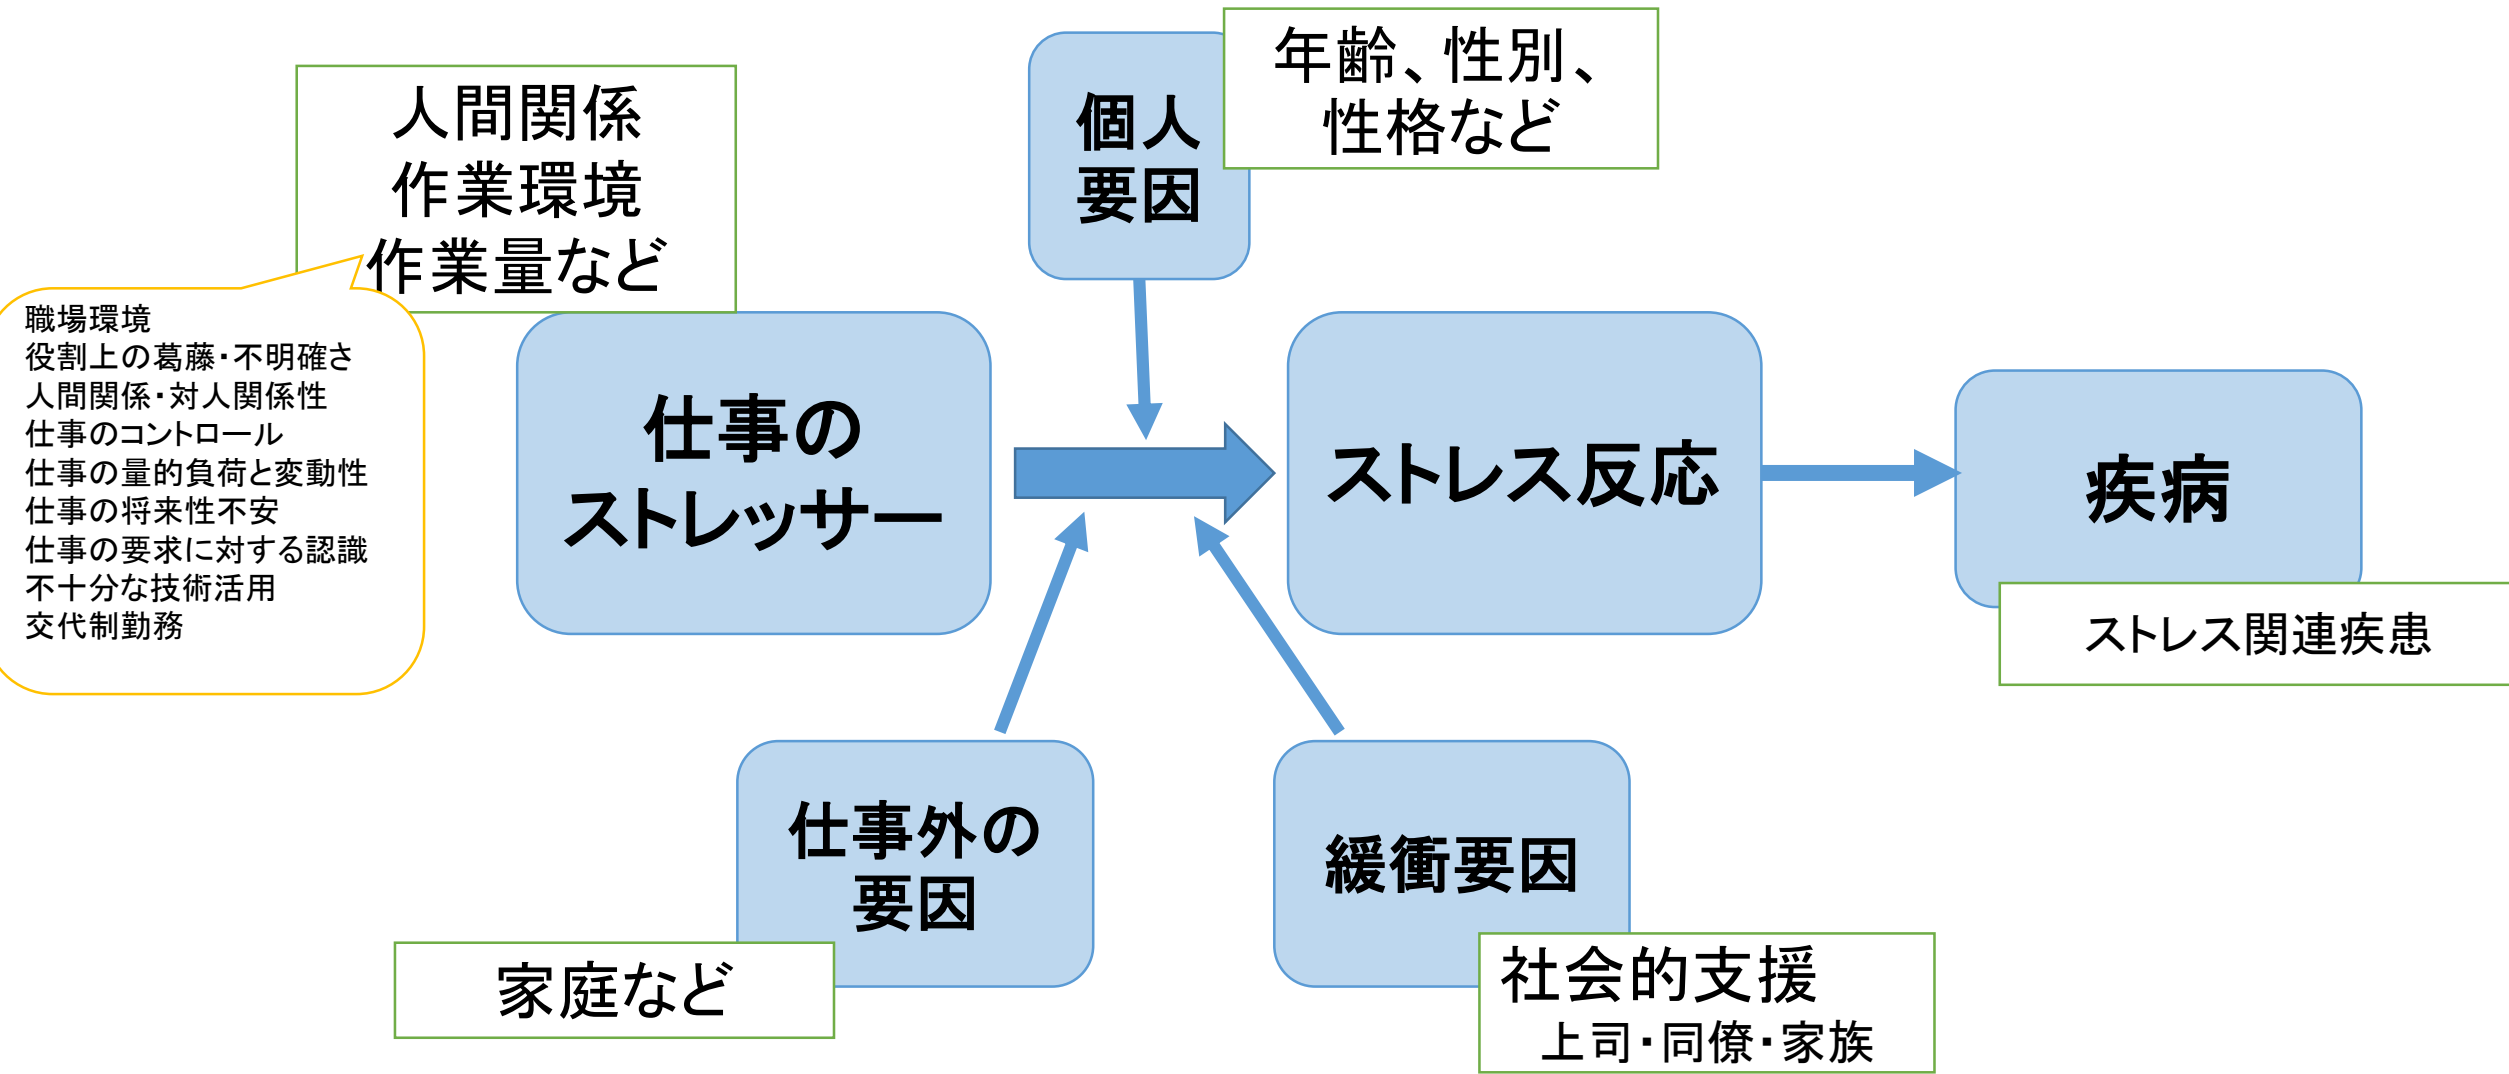 人間関係
作業環境
作業量など
職場環境
役割上の葛藤・不明確さ
人間関係・対人関係性
仕事のコントロール
仕事の量的負荷と変動性
仕事の将来性不安
仕事の要求に対する認識
不十分な技術活用
交代制勤務
個人
要因
年齢、性別、
性格など
仕事の
ストレッサー
ストレス反応
疾病
ストレス関連疾患
仕事外の
要因
家庭など
緩衝要因
社会的支援
上司・同僚・家族